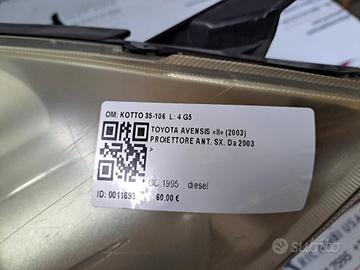 OM: KOTTO 35-106 L: 4 G5
TOYOTA AVENSIS «II» (2003)
PROIETTORE ANT. SX. Da 2003
>
CC 1995 diesel
ID: 0011693 60,00 €
subito